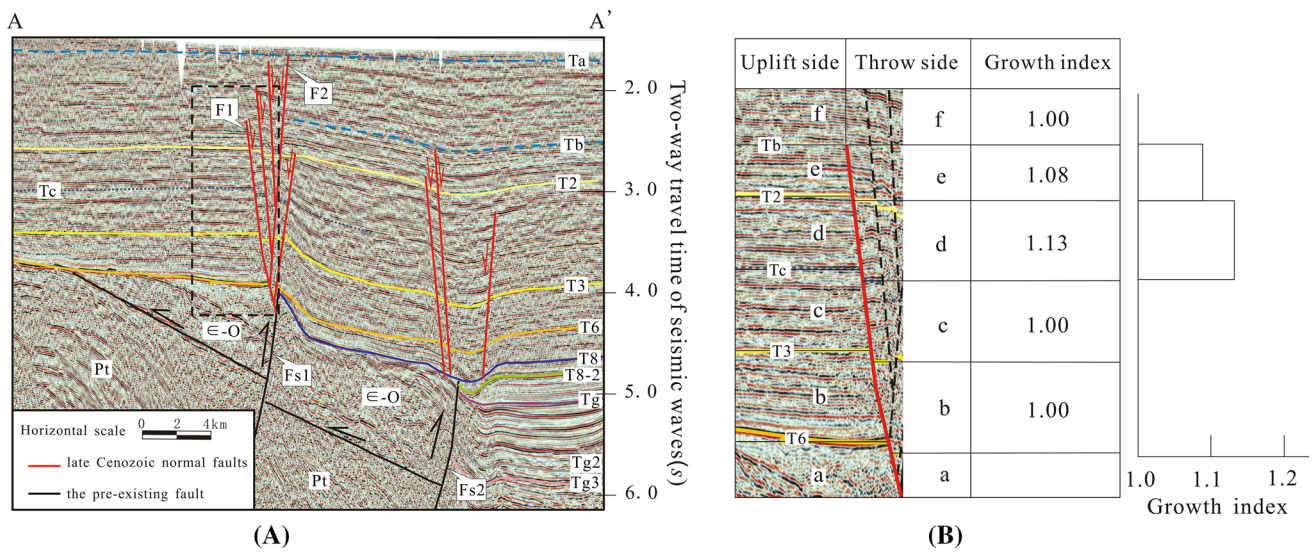 A
A’
Ta
2. 0
F1
F2
Tb
T2
Tc
3. 0
T3
4. 0
∈-O
T6
Fs1
T8
Pt
T8-2
∈-O
5. 0
Tg
Tg2
Pt
Fs2
Tg3
6. 0
Two-way travel time of seismic waves(s)
Horizontal scale
0 2 4km
late Cenozoic normal faults
the pre-existing fault
(A)
Uplift side Throw side Growth index
f f 1.00
Tb
e e 1.08
T2
d d 1.13
Tc
c c 1.00
T3
b b 1.00
T6
a a
1.0 1.1 1.2
Growth index
(B)